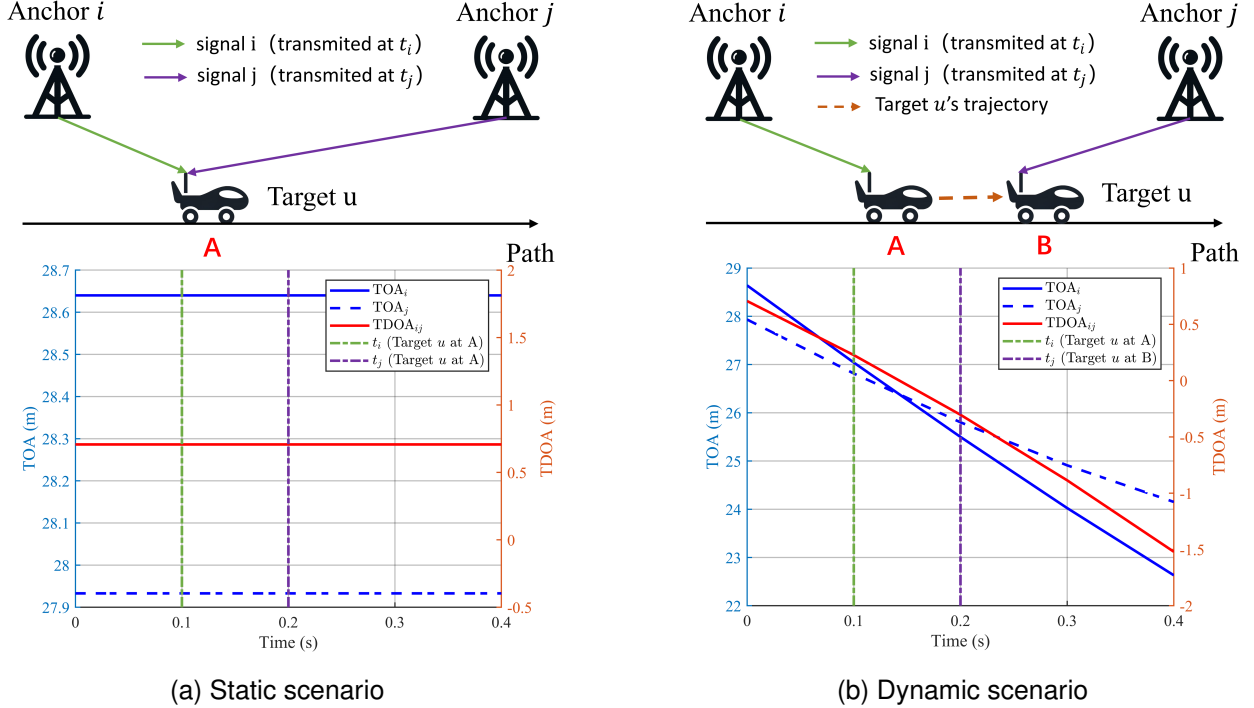 Anchor i
Anchor j
signal i (transmited at t_i)
signal j (transmited at t_j)
Target u
A
Path
28.7
28.6
28.5
28.4
28.3
28.2
28.1
28
27.9
TOA (m)
2
1.5
1
0.5
0
-0.5
TDOA (m)
TOA_i
TOA_j
TDOA_ij
t_i (Target u at A)
t_j (Target u at A)
0
0.1
0.2
0.3
0.4
Time (s)
(a) Static scenario
Anchor i
Anchor j
signal i (transmited at t_i)
signal j (transmited at t_j)
Target u's trajectory
Target u
A
B
Path
29
28
27
26
25
24
23
22
TOA (m)
1
0.5
0
-0.5
-1
-1.5
-2
TDOA (m)
TOA_i
TOA_j
TDOA_ij
t_i (Target u at A)
t_j (Target u at B)
0
0.1
0.2
0.3
0.4
Time (s)
(b) Dynamic scenario